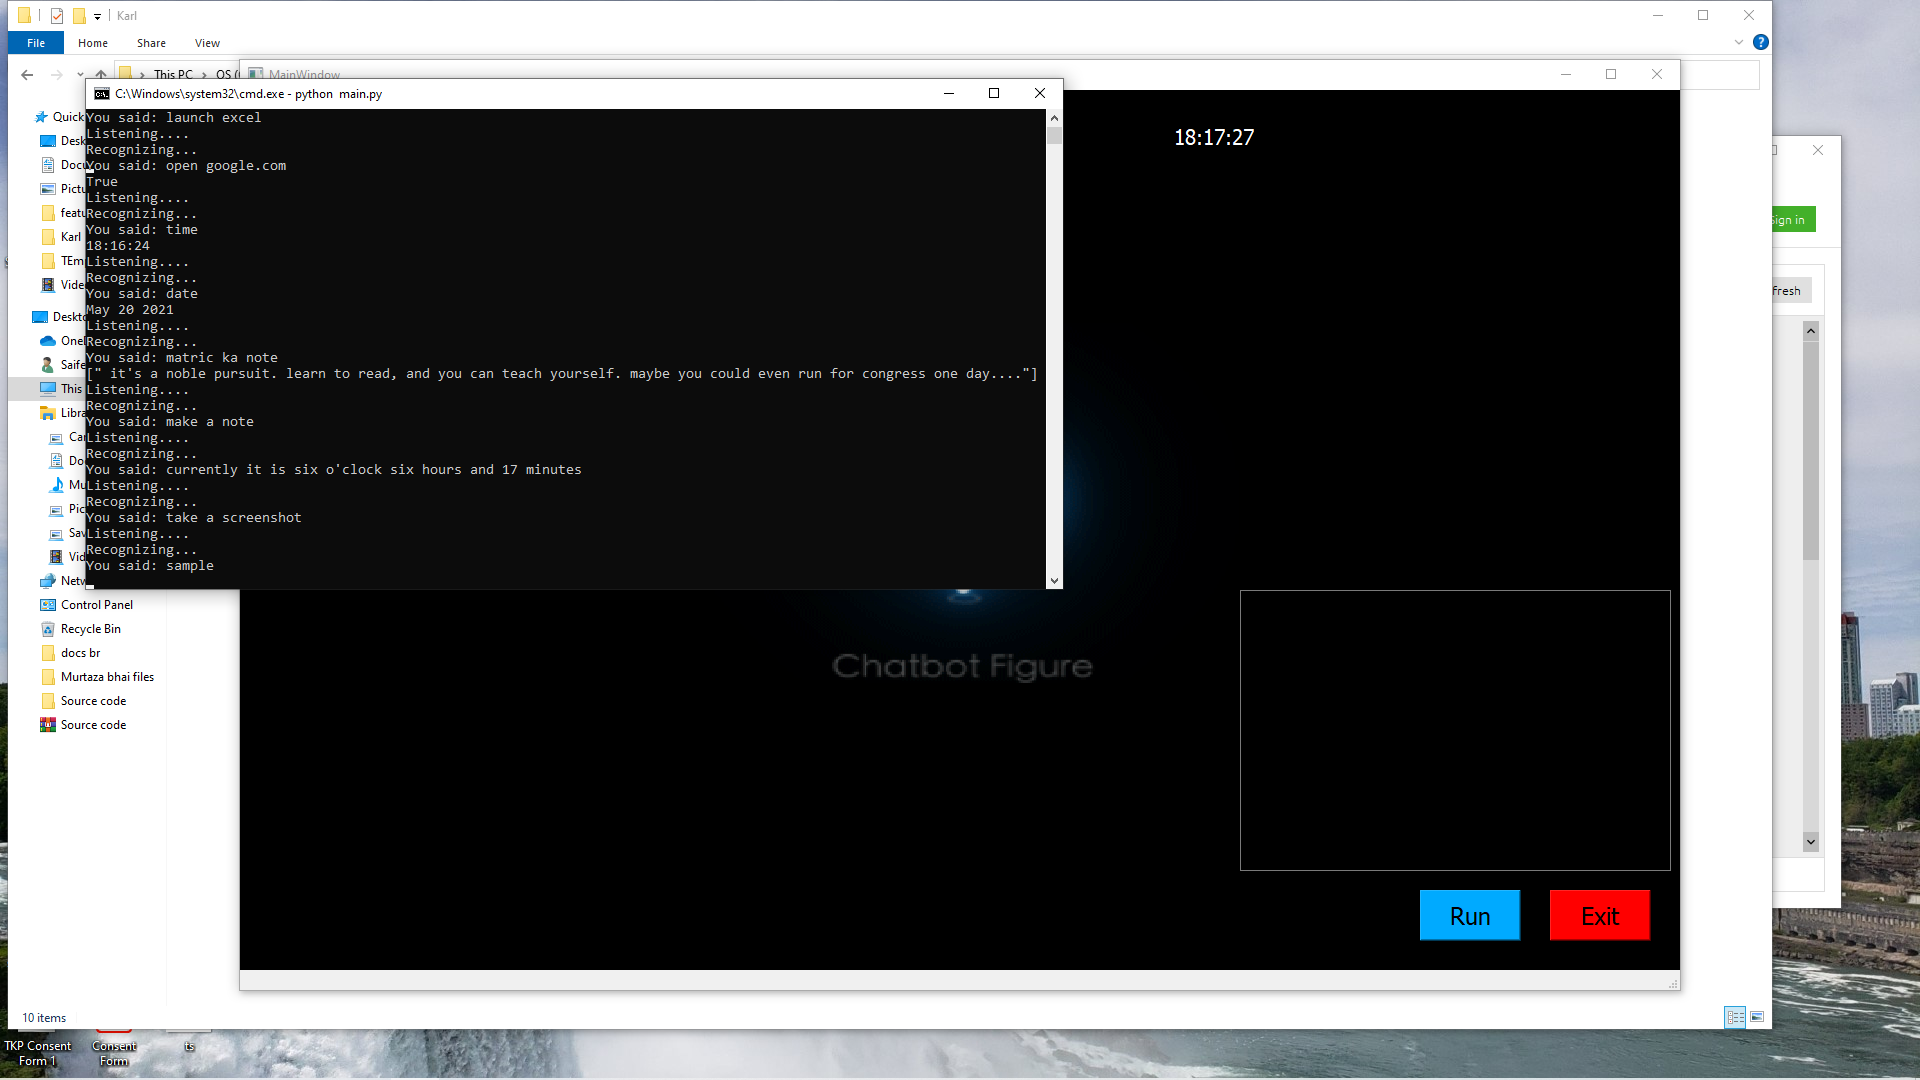 Karl
File Home Share View
This PC OS (
MainWindow
C:\Windows\system32\cmd.exe - python  main.py
You said: launch excel
Listening....
Recognizing...
You said: open google.com
True
Listening....
Recognizing...
You said: time
18:16:24
Listening....
Recognizing...
You said: date
May 20 2021
Listening....
Recognizing...
You said: matric ka note
[" it's a noble pursuit. learn to read, and you can teach yourself. maybe you could even run for congress one day...."]
Listening....
Recognizing...
You said: make a note
Listening....
Recognizing...
You said: currently it is six o'clock six hours and 17 minutes
Listening....
Recognizing...
You said: take a screenshot
Listening....
Recognizing...
You said: sample
18:17:27
Chatbot Figure
Run
Exit
Sign in
fresh
Quick
Desk
Docu
Pictu
featu
Karl
TEm
Vide
Deskto
One
Saife
This
Libra
Ca
Do
Mu
Pic
Sav
Vid
Netw
Control Panel
Recycle Bin
docs br
Murtaza bhai files
Source code
Source code
10 items
TKP Consent
Form 1
Consent
Form
ts